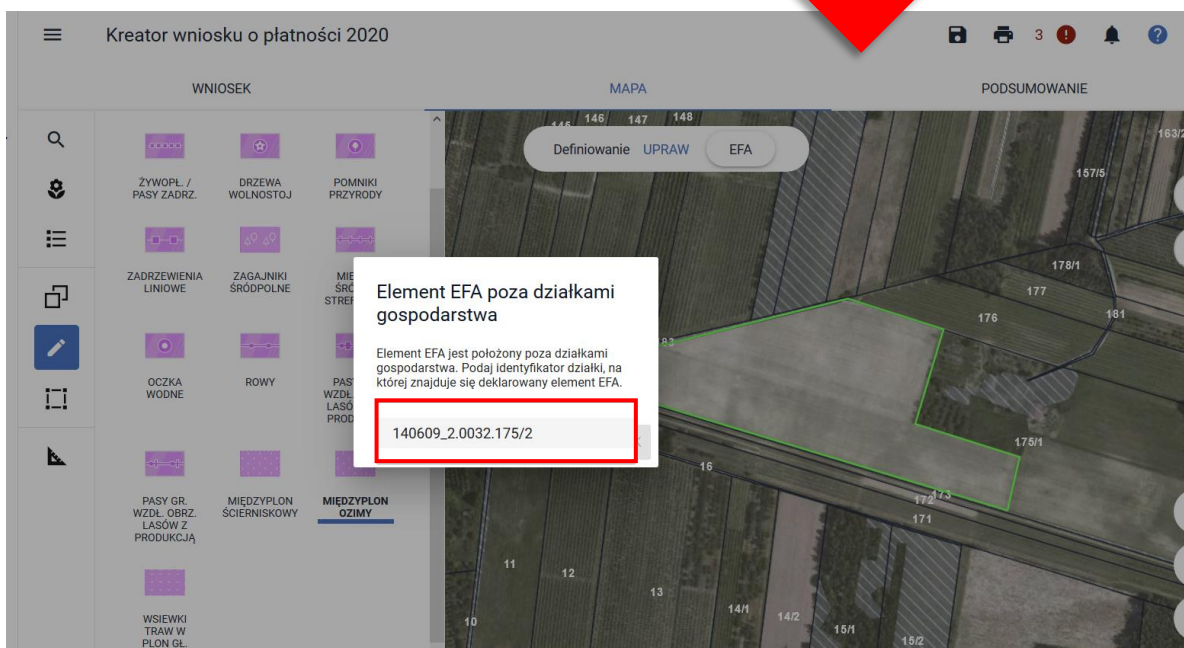 Kreator wniosku o płatności 2020
3
WNIOSEK
MAPA
PODSUMOWANIE
Definiowanie UPRAW EFA
ŻYWOPŁ. /
PASY ZADRZ.
DRZEWA
WOLNOSTOJ
POMNIKI
PRZYRODY
ZADRZEWIENIA
LINIOWE
ZAGAJNIKI
ŚRÓDPOLNE
OCZKA
WODNE
ROWY
PASY GR.
WZDŁ. OBRZ.
LASÓW Z
PRODUKCJĄ
MIĘDZYPLON
ŚCIERNISKOWY
MIĘDZYPLON
OZIMY
WSIEWKI
TRAW W
PLON GŁ.
Element EFA poza działkami
gospodarstwa
Element EFA jest położony poza działkami
gospodarstwa. Podaj identyfikator działki, na
której znajduje się deklarowany element EFA.
140609_2.0032.175/2
146
147
148
157/5
178/1
177
176
181
175/1
16
172
173
171
11
12
13
14/1
14/2
15/1
15/2
10